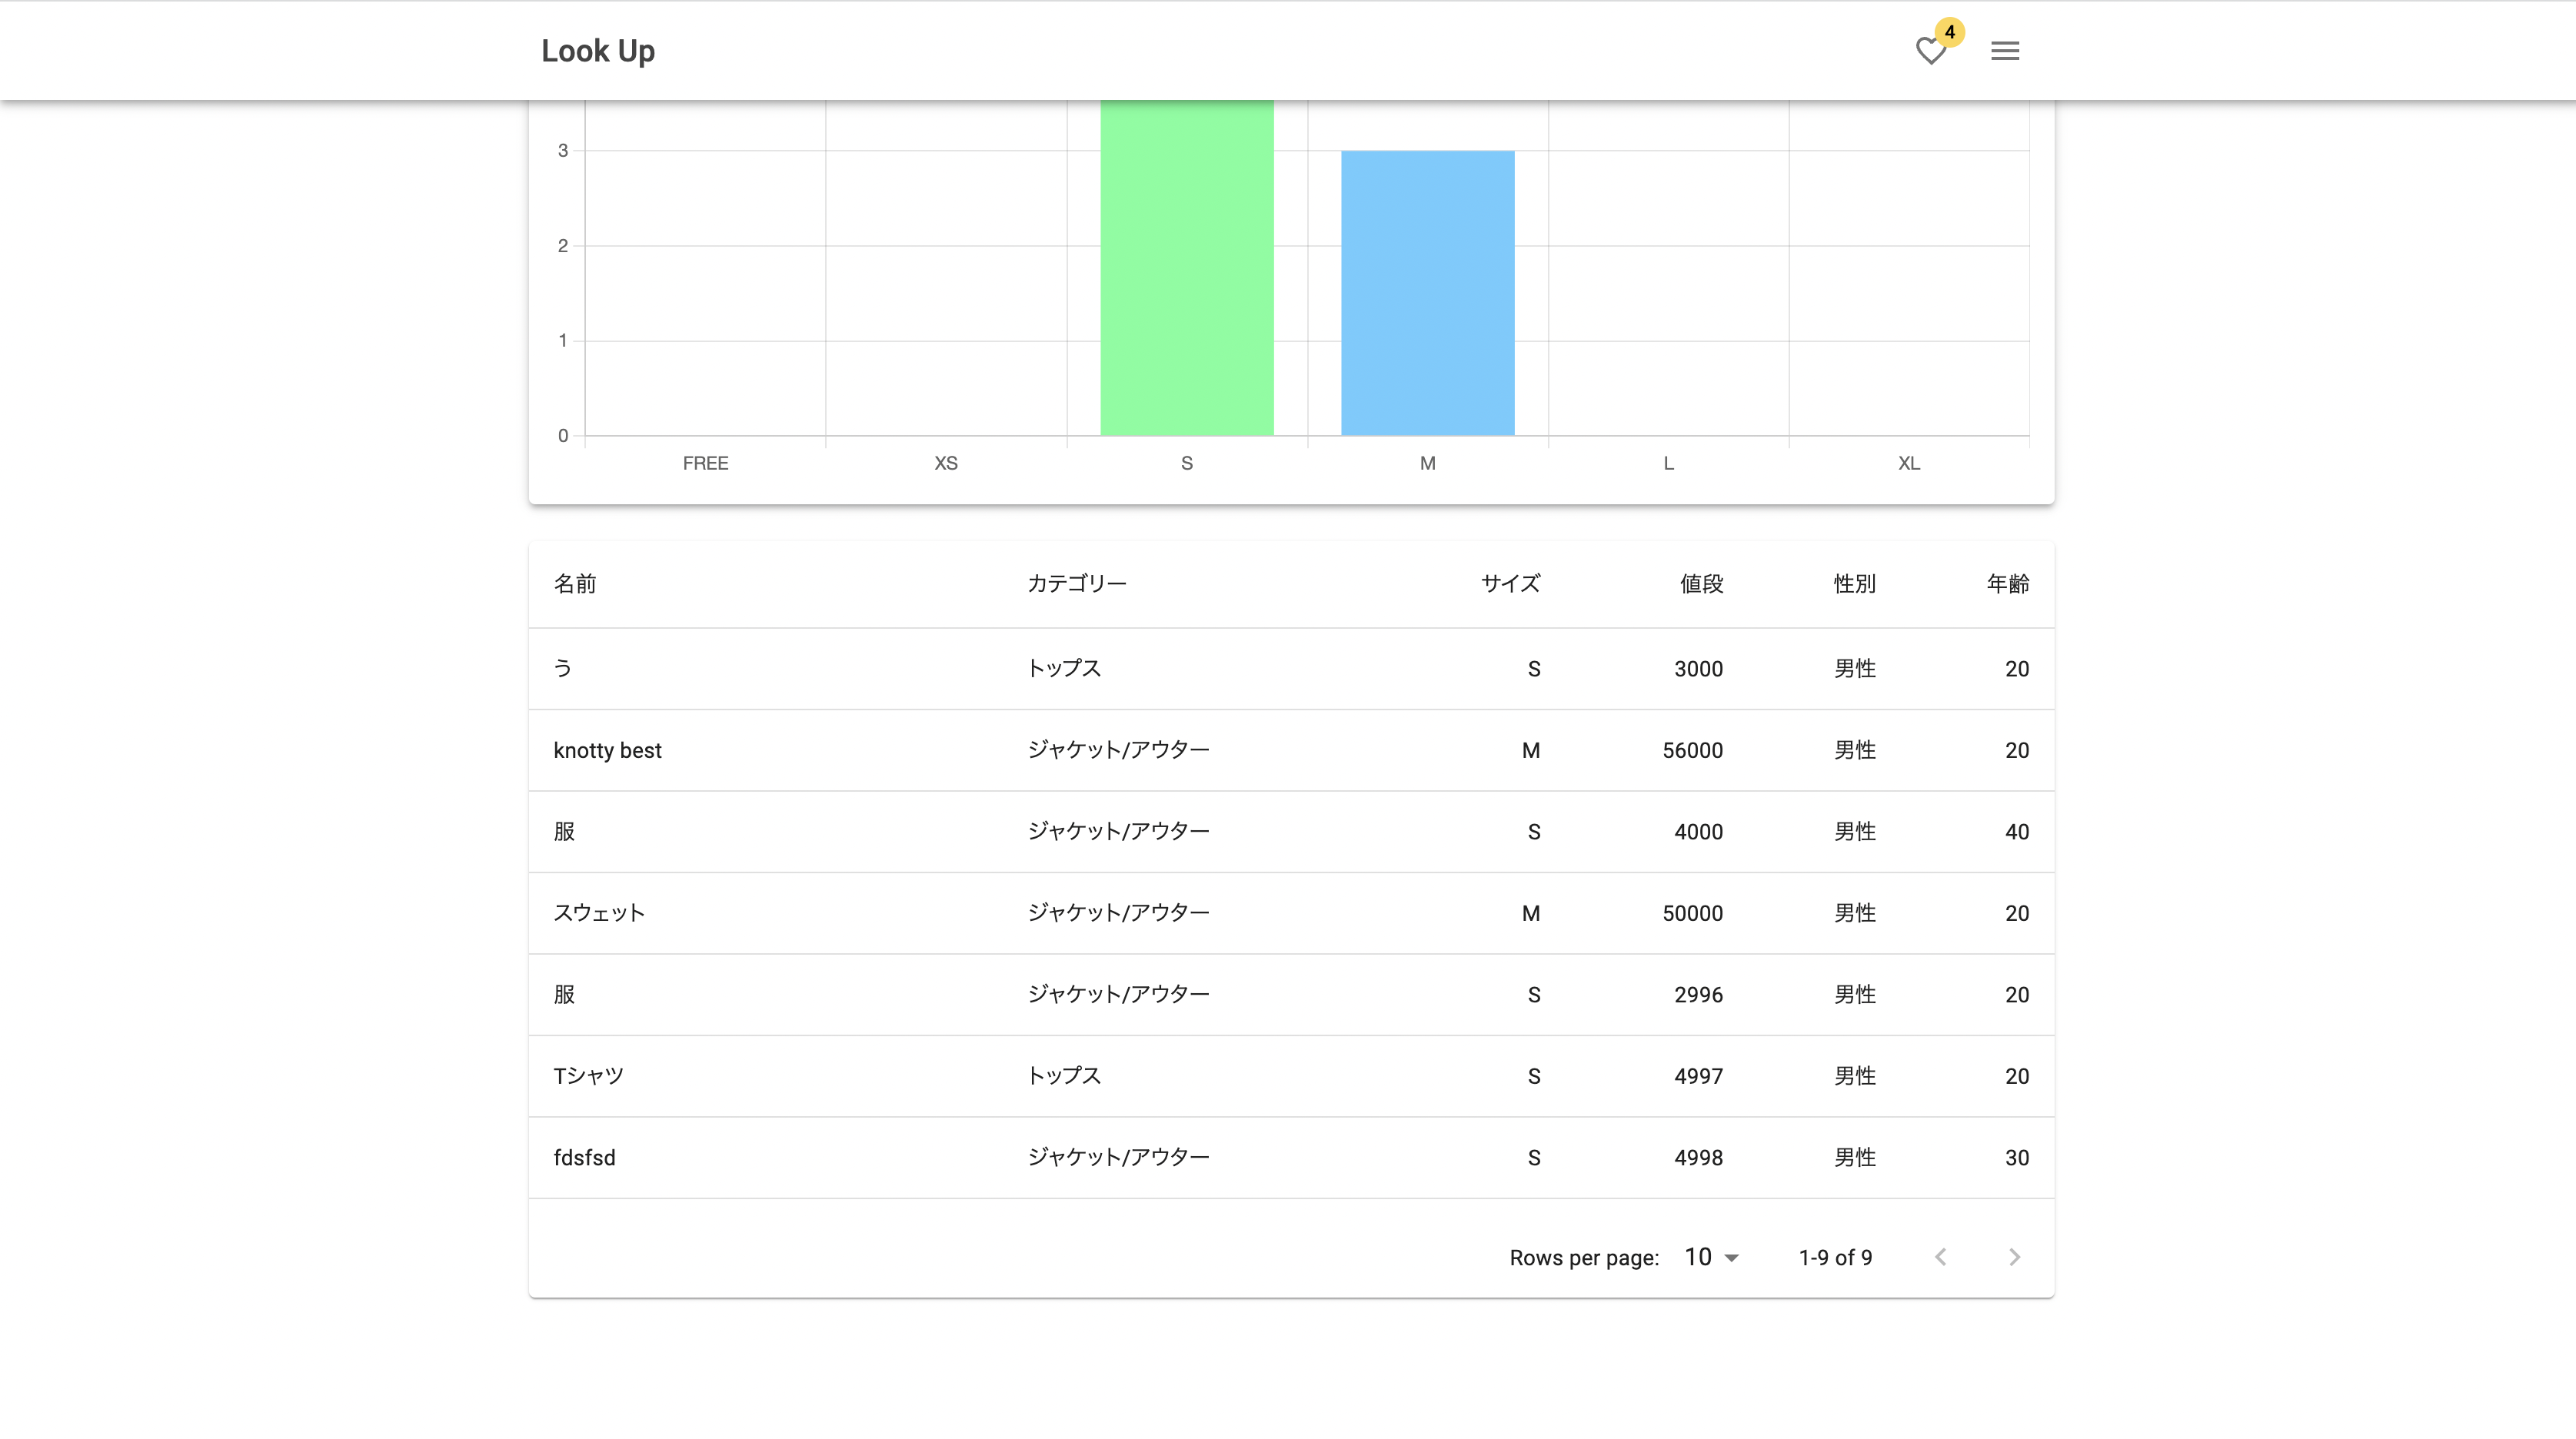 Look Up
4
3
2
1
0
FREE XS S M L XL
名前 カテゴリー サイズ 値段 性別 年齢
う トップス S 3000 男性 20
knotty best ジャケット/アウター M 56000 男性 20
服 ジャケット/アウター S 4000 男性 40
スウェット ジャケット/アウター M 50000 男性 20
服 ジャケット/アウター S 2996 男性 20
Tシャツ トップス S 4997 男性 20
fdsfsd ジャケット/アウター S 4998 男性 30
Rows per page: 10 1-9 of 9